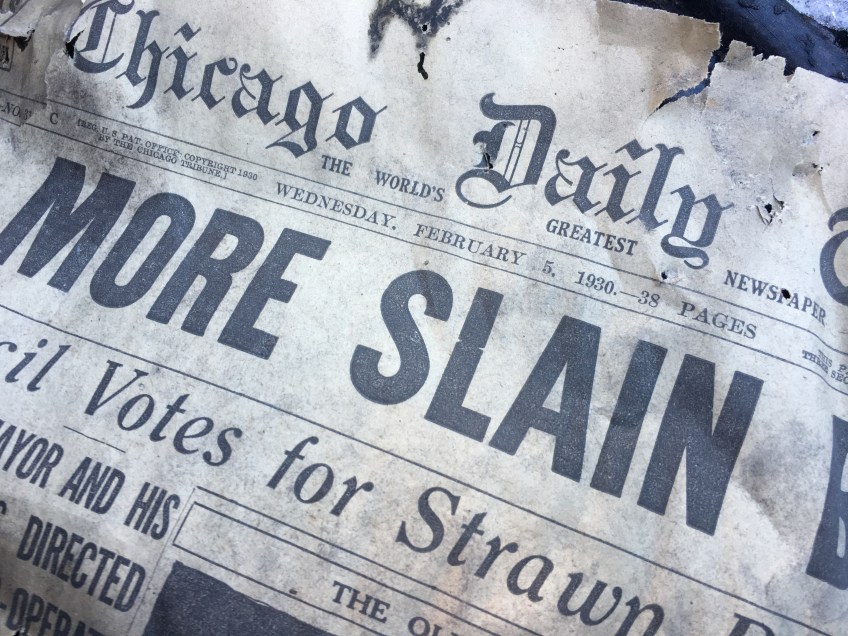 Chicago Daily
THE WORLD'S GREATEST NEWSPAPER
C [REG. U. S. PAT. OFFICE: COPYRIGHT 1930
BY THE CHICAGO TRIBUNE.]
WEDNESDAY, FEBRUARY 5, 1930.—38 PAGES
MORE SLAIN
cil Votes for Strawn
AYOR AND HIS
DIRECTED
THE